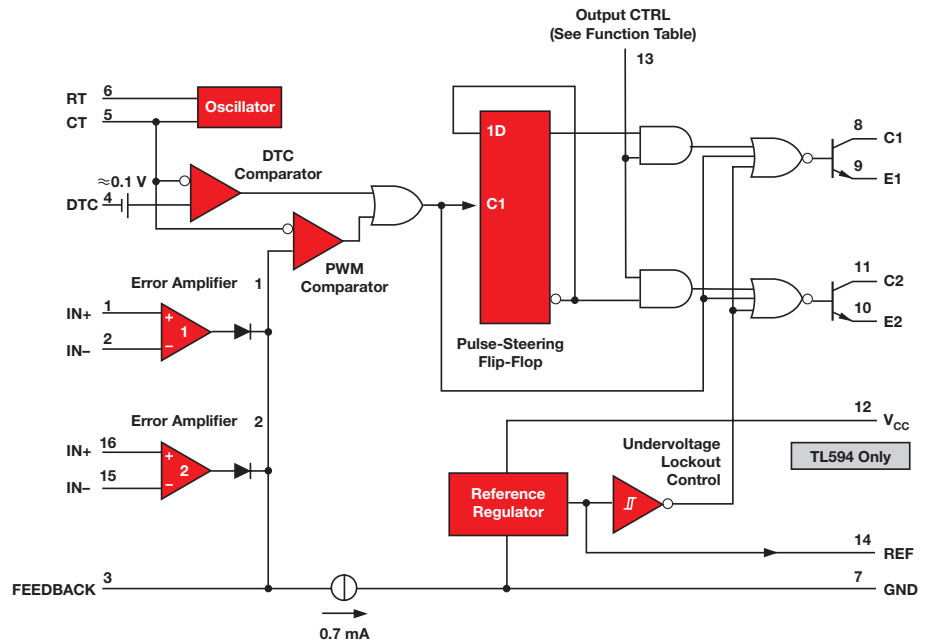 Output CTRL
(See Function Table)
13
6
RT
Oscillator
5
CT
DTC
Comparator
≈0.1 V
DTC 4
1D
C1
8
C1
9
E1
PWM
Comparator
Error Amplifier 1
1
IN+
+
1
2
IN–
–
11
C2
10
E2
Pulse-Steering
Flip-Flop
Error Amplifier 2
16
IN+
+
2
15
IN–
–
12
VCC
TL594 Only
Undervoltage
Lockout
Control
Reference
Regulator
14
REF
3
FEEDBACK
7
GND
0.7 mA